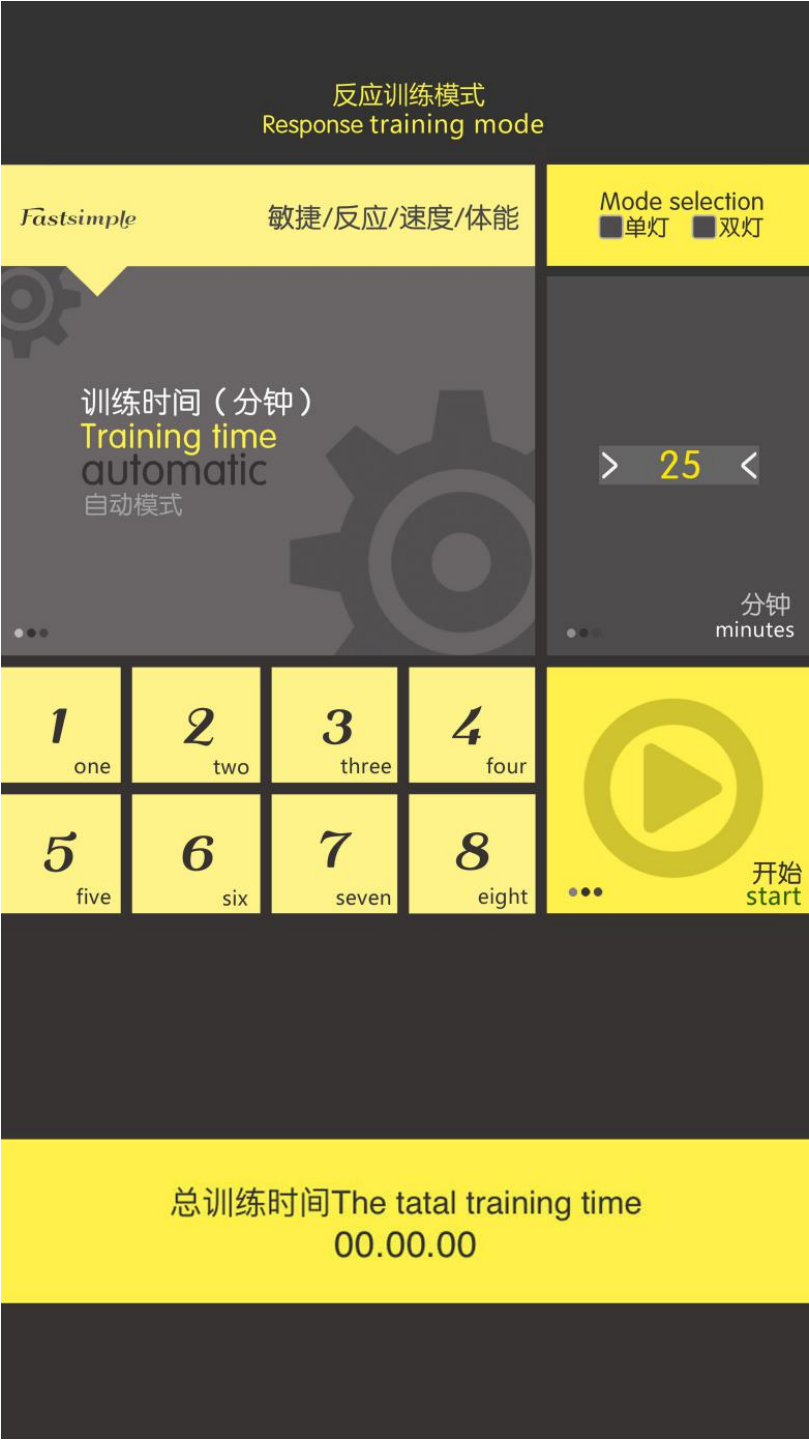 反应训练模式
Response training mode
Fastsimple
敏捷/反应/速度/体能
Mode selection
单灯 双灯
训练时间（分钟）
Training time
automatic
自动模式
> 25 <
分钟
minutes
1
one
2
two
3
three
4
four
5
five
6
six
7
seven
8
eight
开始
start
总训练时间The tatal training time
00.00.00